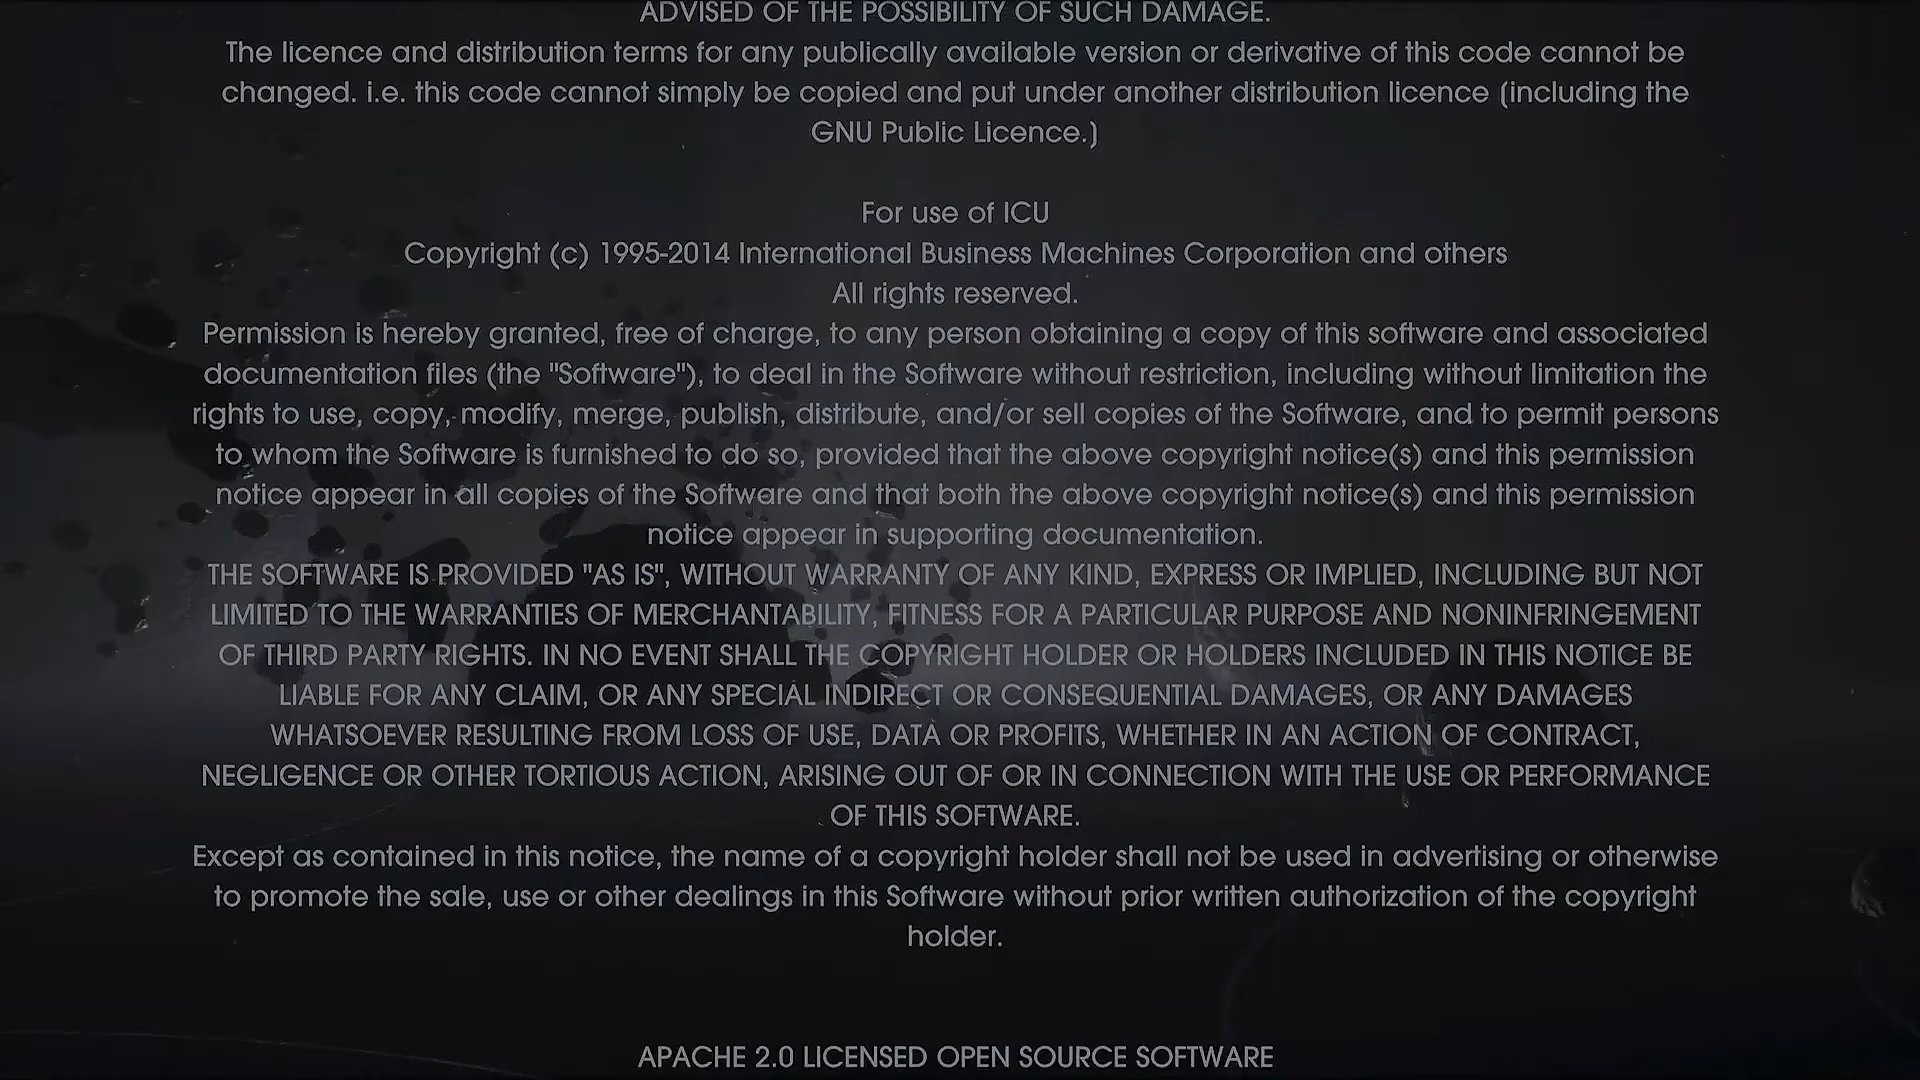 ADVISED OF THE POSSIBILITY OF SUCH DAMAGE.
The licence and distribution terms for any publically available version or derivative of this code cannot be
changed. i.e. this code cannot simply be copied and put under another distribution licence (including the
GNU Public Licence.)
For use of ICU
Copyright (c) 1995-2014 International Business Machines Corporation and others
All rights reserved.
Permission is hereby granted, free of charge, to any person obtaining a copy of this software and associated
documentation files (the "Software"), to deal in the Software without restriction, including without limitation the
rights to use, copy, modify, merge, publish, distribute, and/or sell copies of the Software, and to permit persons
to whom the Software is furnished to do so, provided that the above copyright notice(s) and this permission
notice appear in all copies of the Software and that both the above copyright notice(s) and this permission
notice appear in supporting documentation.
THE SOFTWARE IS PROVIDED "AS IS", WITHOUT WARRANTY OF ANY KIND, EXPRESS OR IMPLIED, INCLUDING BUT NOT
LIMITED TO THE WARRANTIES OF MERCHANTABILITY, FITNESS FOR A PARTICULAR PURPOSE AND NONINFRINGEMENT
OF THIRD PARTY RIGHTS. IN NO EVENT SHALL THE COPYRIGHT HOLDER OR HOLDERS INCLUDED IN THIS NOTICE BE
LIABLE FOR ANY CLAIM, OR ANY SPECIAL INDIRECT OR CONSEQUENTIAL DAMAGES, OR ANY DAMAGES
WHATSOEVER RESULTING FROM LOSS OF USE, DATA OR PROFITS, WHETHER IN AN ACTION OF CONTRACT,
NEGLIGENCE OR OTHER TORTIOUS ACTION, ARISING OUT OF OR IN CONNECTION WITH THE USE OR PERFORMANCE
OF THIS SOFTWARE.
Except as contained in this notice, the name of a copyright holder shall not be used in advertising or otherwise
to promote the sale, use or other dealings in this Software without prior written authorization of the copyright
holder.
APACHE 2.0 LICENSED OPEN SOURCE SOFTWARE